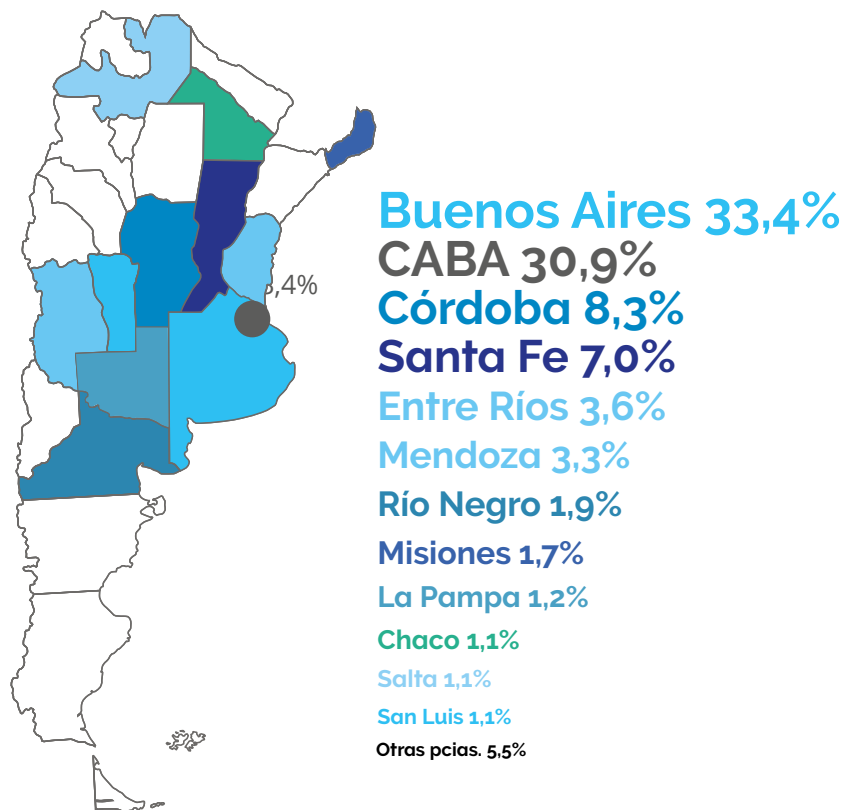 ,4%
Buenos Aires 33,4%
CABA 30,9%
Córdoba 8,3%
Santa Fe 7,0%
Entre Ríos 3,6%
Mendoza 3,3%
Río Negro 1,9%
Misiones 1,7%
La Pampa 1,2%
Chaco 1,1%
Salta 1,1%
San Luis 1,1%
Otras pcias. 5,5%